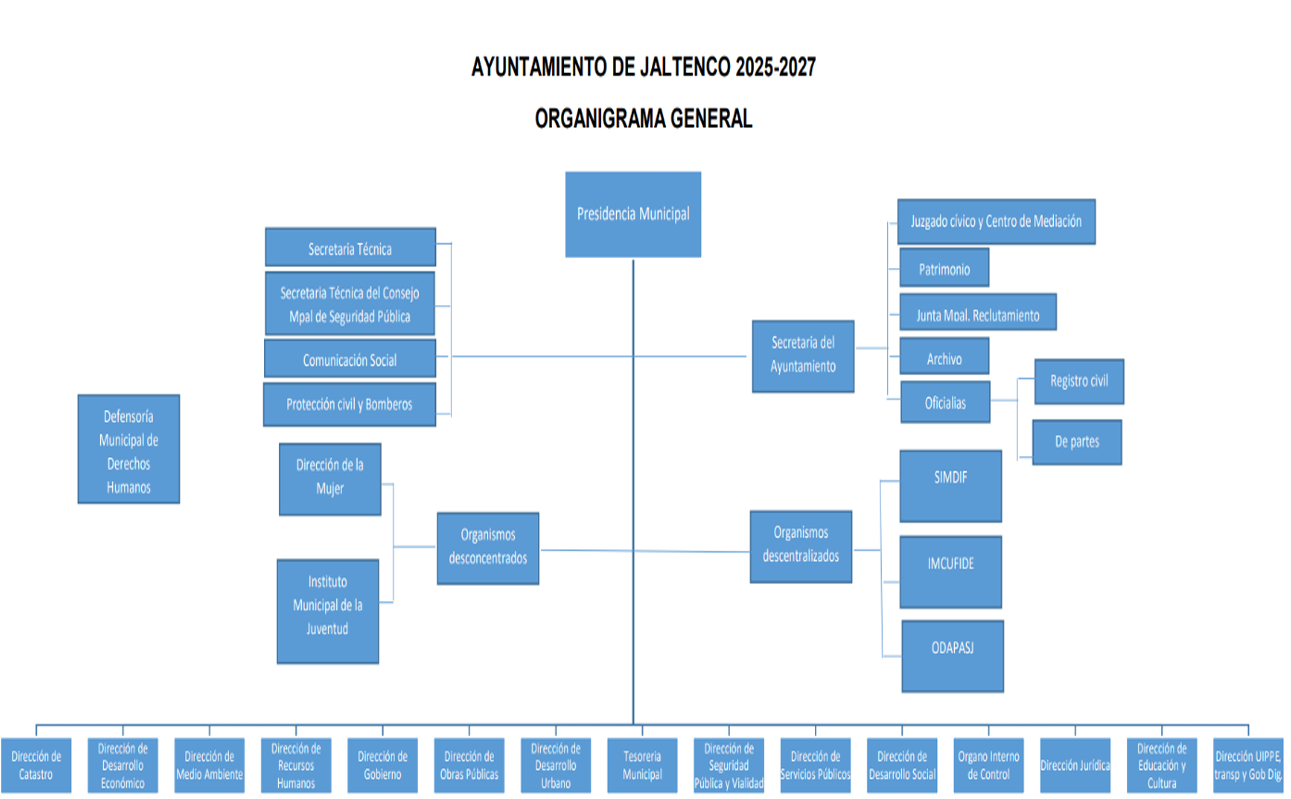 AYUNTAMIENTO DE JALTENCO 2025-2027
ORGANIGRAMA GENERAL
Presidencia Municipal
Secretaria Técnica
Secretaria Técnica del Consejo
Mpal de Seguridad Pública
Comunicación Social
Protección civil y Bomberos
Defensoría
Municipal de
Derechos
Humanos
Dirección de la
Mujer
Instituto
Municipal de la
Juventud
Organismos
desconcentrados
Secretaría del
Ayuntamiento
Juzgado cívico y Centro de Mediación
Patrimonio
Junta Mpal. Reclutamiento
Archivo
Oficialias
Registro civil
De partes
Organismos
descentralizados
SIMDIF
IMCUFIDE
ODAPASJ
Dirección de
Catastro
Dirección de
Desarrollo
Económico
Dirección de
Medio Ambiente
Dirección de
Recursos
Humanos
Dirección de
Gobierno
Dirección de
Obras Públicas
Dirección de
Desarrollo
Urbano
Tesoreria
Municipal
Dirección de
Seguridad
Pública y Vialidad
Dirección de
Servicios Públicos
Dirección de
Desarrollo Social
Organo Interno
de Control
Dirección Jurídica
Dirección de
Educación y
Cultura
Dirección UIPPE,
transp y Gob Dig.